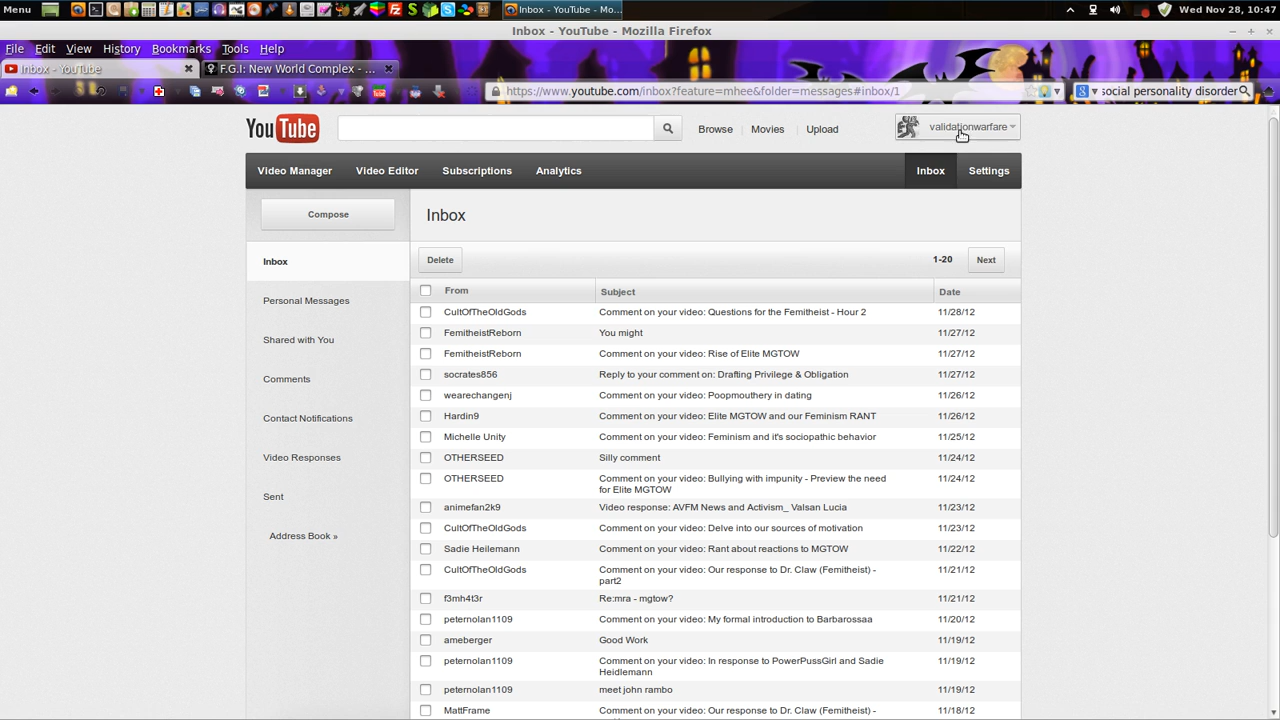 Menu
Inbox - YouTube - Mo...
Wed Nov 28, 10:47
Inbox - YouTube - Mozilla Firefox
File Edit View History Bookmarks Tools Help
Inbox - YouTube
F.G.I: New World Complex - ...
https://www.youtube.com/inbox?feature=mhee&folder=messages#inbox/1
social personality disorder
YouTube
Browse Movies Upload
validationwarfare
Video Manager Video Editor Subscriptions Analytics Inbox Settings
Compose
Inbox
Inbox
Personal Messages
Shared with You
Comments
Contact Notifications
Video Responses
Sent
Address Book »
Delete 1-20 Next
From Subject Date
CultOfTheOldGods Comment on your video: Questions for the Femitheist - Hour 2 11/28/12
FemitheistReborn You might 11/27/12
FemitheistReborn Comment on your video: Rise of Elite MGTOW 11/27/12
socrates856 Reply to your comment on: Drafting Privilege & Obligation 11/27/12
wearechangenj Comment on your video: Poopmouthery in dating 11/26/12
Hardin9 Comment on your video: Elite MGTOW and our Feminism RANT 11/26/12
Michelle Unity Comment on your video: Feminism and it's sociopathic behavior 11/25/12
OTHERSEED Silly comment 11/24/12
OTHERSEED Comment on your video: Bullying with impunity - Preview the need 11/24/12
for Elite MGTOW
animefan2k9 Video response: AVFM News and Activism_ Valsan Lucia 11/23/12
CultOfTheOldGods Comment on your video: Delve into our sources of motivation 11/23/12
Sadie Heilemann Comment on your video: Rant about reactions to MGTOW 11/22/12
CultOfTheOldGods Comment on your video: Our response to Dr. Claw (Femitheist) - 11/21/12
part2
f3mh4t3r Re:mra - mgtow? 11/21/12
peternolan1109 Comment on your video: My formal introduction to Barbarossaa 11/20/12
ameberger Good Work 11/19/12
peternolan1109 Comment on your video: In response to PowerPussGirl and Sadie 11/19/12
Heidlemann
peternolan1109 meet john rambo 11/19/12
MattFrame Comment on your video: Our response to Dr. Claw (Femitheist) - 11/18/12